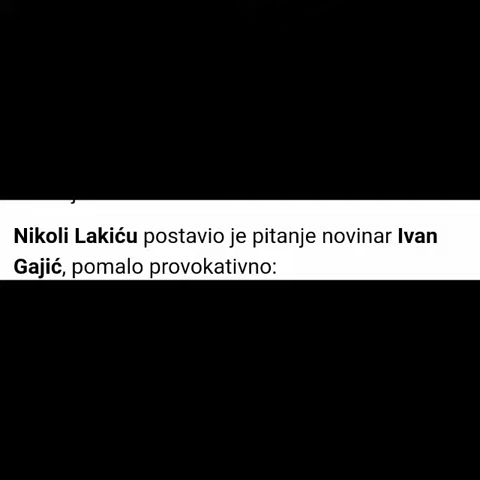 Nikoli Lakiću postavio je pitanje novinar Ivan
Gajić, pomalo provokativno: